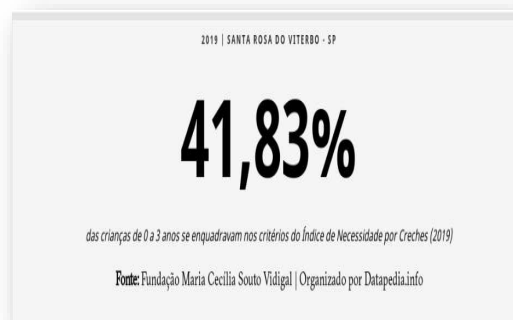 2019 | SANTA ROSA DO VITERBO - SP
41,83%
das crianças de 0 a 3 anos se enquadravam nos critérios do Índice de Necessidade por Creches (2019)
Fonte: Fundação Maria Cecília Souto Vidigal | Organizado por Datapedia.info